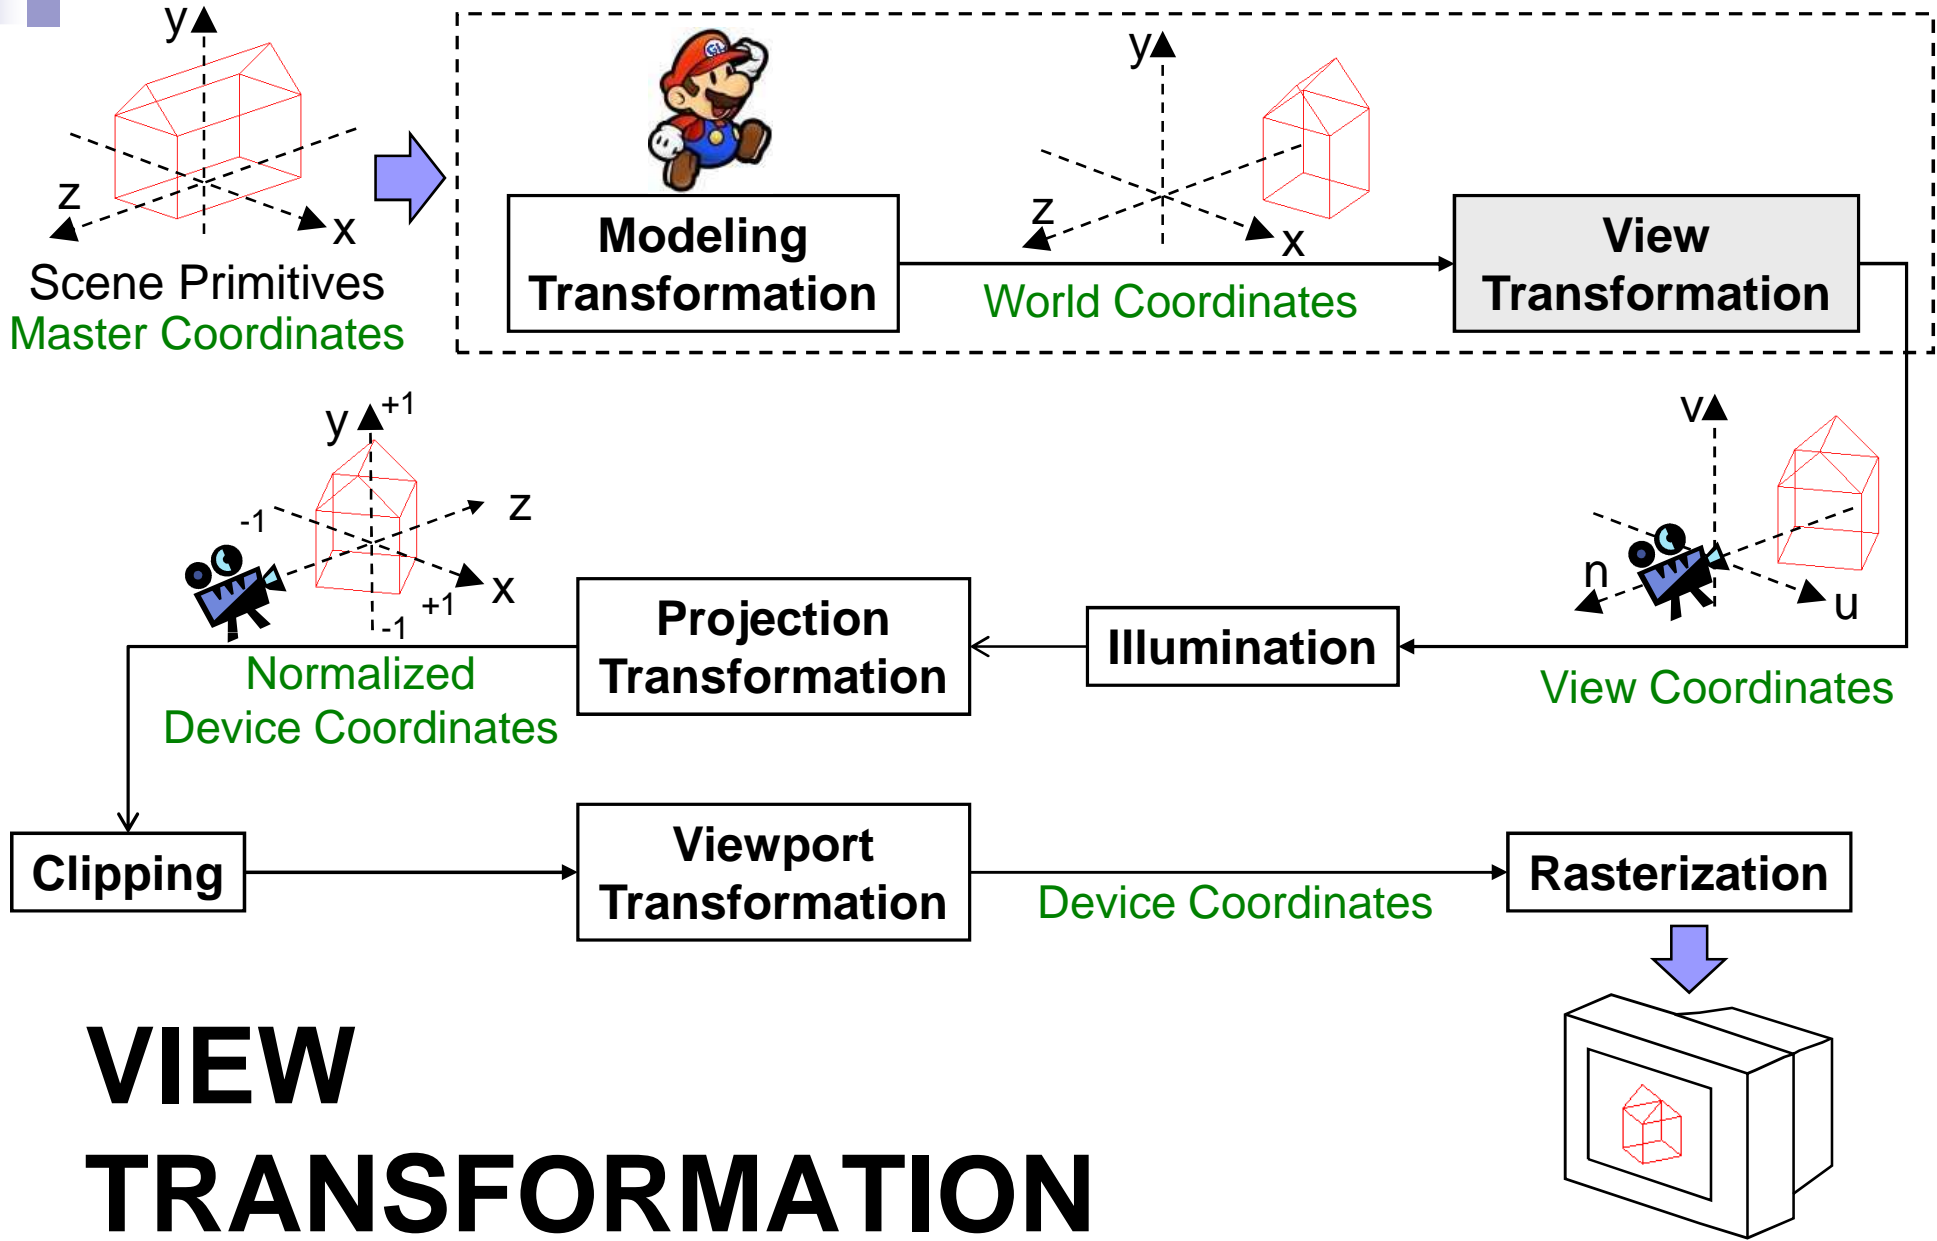 y
z
x
Scene Primitives
Master Coordinates
GL
Modeling
Transformation
y
z
x
World Coordinates
View
Transformation
y
+1
-1
z
x
+1
-1
Normalized
Device Coordinates
Projection
Transformation
Illumination
v
n
u
View Coordinates
Clipping
Viewport
Transformation
Device Coordinates
Rasterization
VIEW
TRANSFORMATION